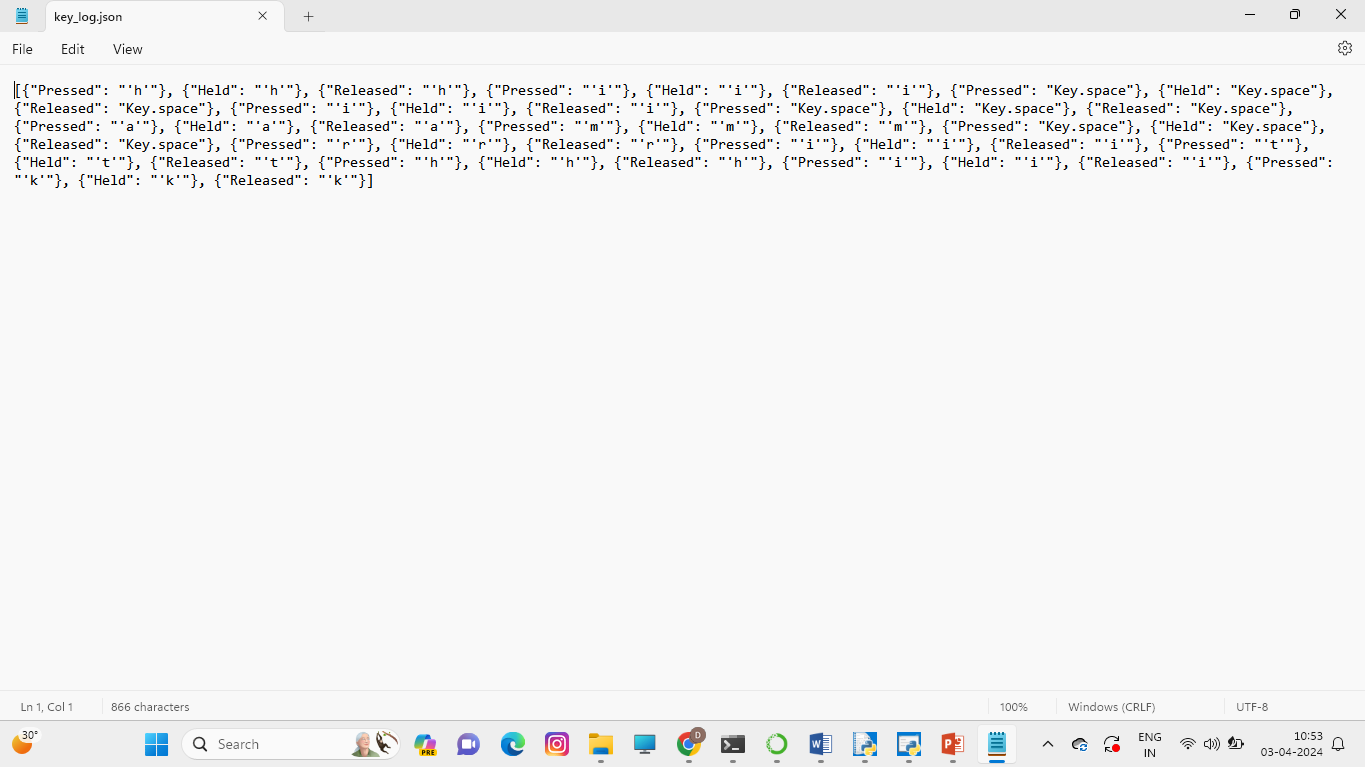 key_log.json
File Edit View
[{"Pressed": "'h'"}, {"Held": "'h'"}, {"Released": "'h'"}, {"Pressed": "'i'"}, {"Held": "'i'"}, {"Released": "'i'"}, {"Pressed": "Key.space"}, {"Held": "Key.space"},
{"Released": "Key.space"}, {"Pressed": "'i'"}, {"Held": "'i'"}, {"Released": "'i'"}, {"Pressed": "Key.space"}, {"Held": "Key.space"}, {"Released": "Key.space"},
{"Pressed": "'a'"}, {"Held": "'a'"}, {"Released": "'a'"}, {"Pressed": "'m'"}, {"Held": "'m'"}, {"Released": "'m'"}, {"Pressed": "Key.space"}, {"Held": "Key.space"},
{"Released": "Key.space"}, {"Pressed": "'r'"}, {"Held": "'r'"}, {"Released": "'r'"}, {"Pressed": "'i'"}, {"Held": "'i'"}, {"Released": "'i'"}, {"Pressed": "'t'"},
{"Held": "'t'"}, {"Released": "'t'"}, {"Pressed": "'h'"}, {"Held": "'h'"}, {"Released": "'h'"}, {"Pressed": "'i'"}, {"Held": "'i'"}, {"Released": "'i'"}, {"Pressed":
"'k'"}, {"Held": "'k'"}, {"Released": "'k'"}]
Ln 1, Col 1 866 characters 100% Windows (CRLF) UTF-8
30° Search PRE D ENG 10:53
IN 03-04-2024